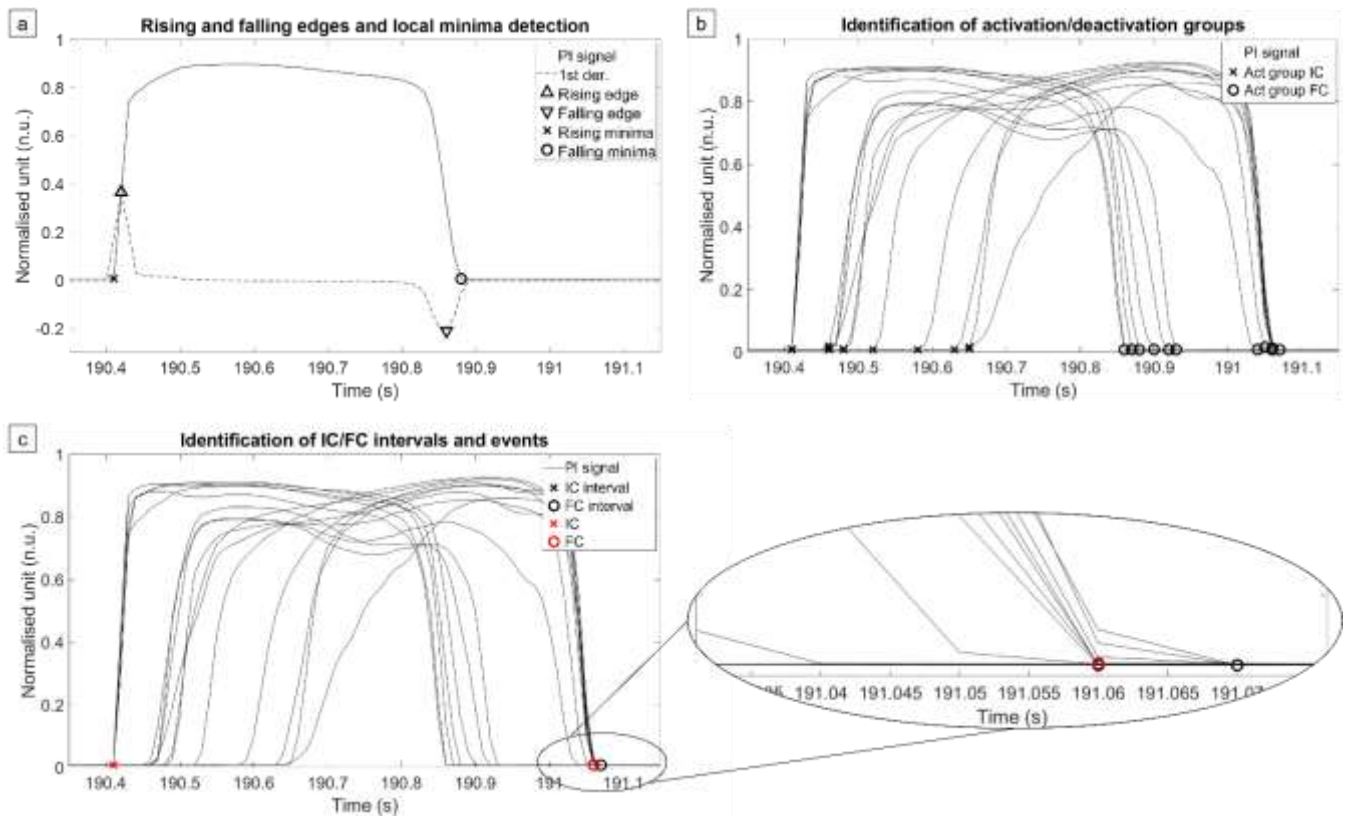 a
Rising and falling edges and local minima detection
1
0.8
0.6
0.4
0.2
0
-0.2
Normalised unit (n.u.)
PI signal
1st der.
Rising edge
Falling edge
Rising minima
Falling minima
190.4 190.5 190.6 190.7 190.8 190.9 191 191.1
Time (s)
b
Identification of activation/deactivation groups
1
0.8
0.6
0.4
0.2
0
Normalised unit (n.u.)
PI signal
Act group IC
Act group FC
190.4 190.5 190.6 190.7 190.8 190.9 191 191.1
Time (s)
c
Identification of IC/FC intervals and events
1
0.8
0.6
0.4
0.2
0
Normalised unit (n.u.)
PI signal
IC interval
FC interval
IC
FC
190.4 190.5 190.6 190.7 190.8 190.9 191 191.1
Time (s)
191.04 191.045 191.05 191.055 191.06 191.065 191.07
Time (s)